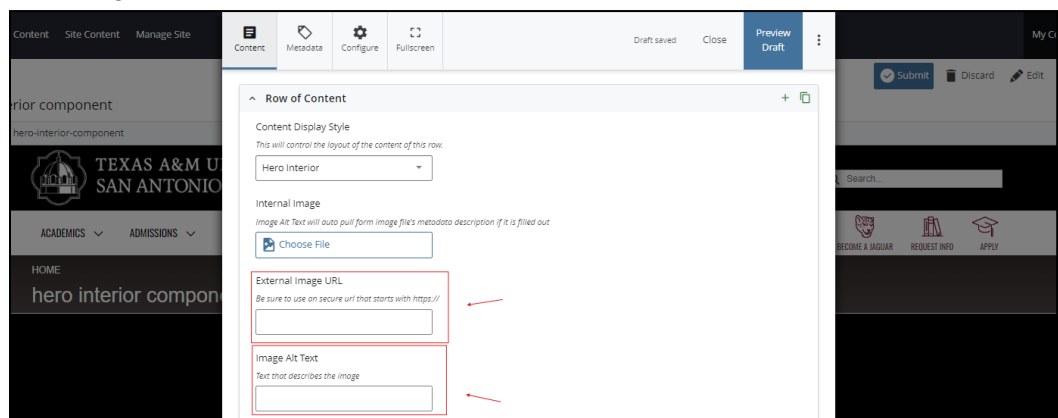 Content Site Content Manage Site
Content Metadata Configure Fullscreen
Draft saved Close Preview Draft
Submit Discard Edit
component
hero-interior-component
TEXAS A&M
SAN ANTONIO
Search...
ACADEMICS ADMISSIONS
BECOME A JAGUAR REQUEST INFO APPLY
HOME
hero interior
Row of Content
Content Display Style
This will control the layout of the content of this row.
Hero Interior
Internal Image
Image Alt Text will auto pull form image file's metadata description if it is filled out
Choose File
External Image URL
Be sure to use an secure url that starts with https://
Image Alt Text
Text that describes the image